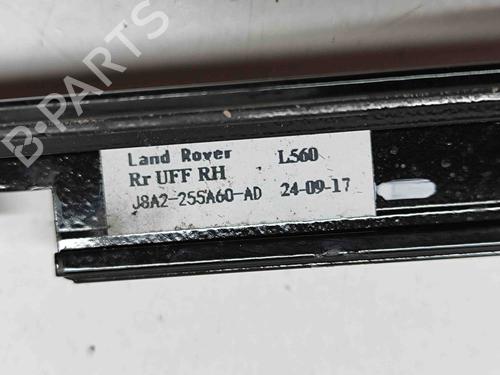 B-PARTS
Land Rover L560
Rr UFF RH
J8A2-255A60-AD 24-09-17